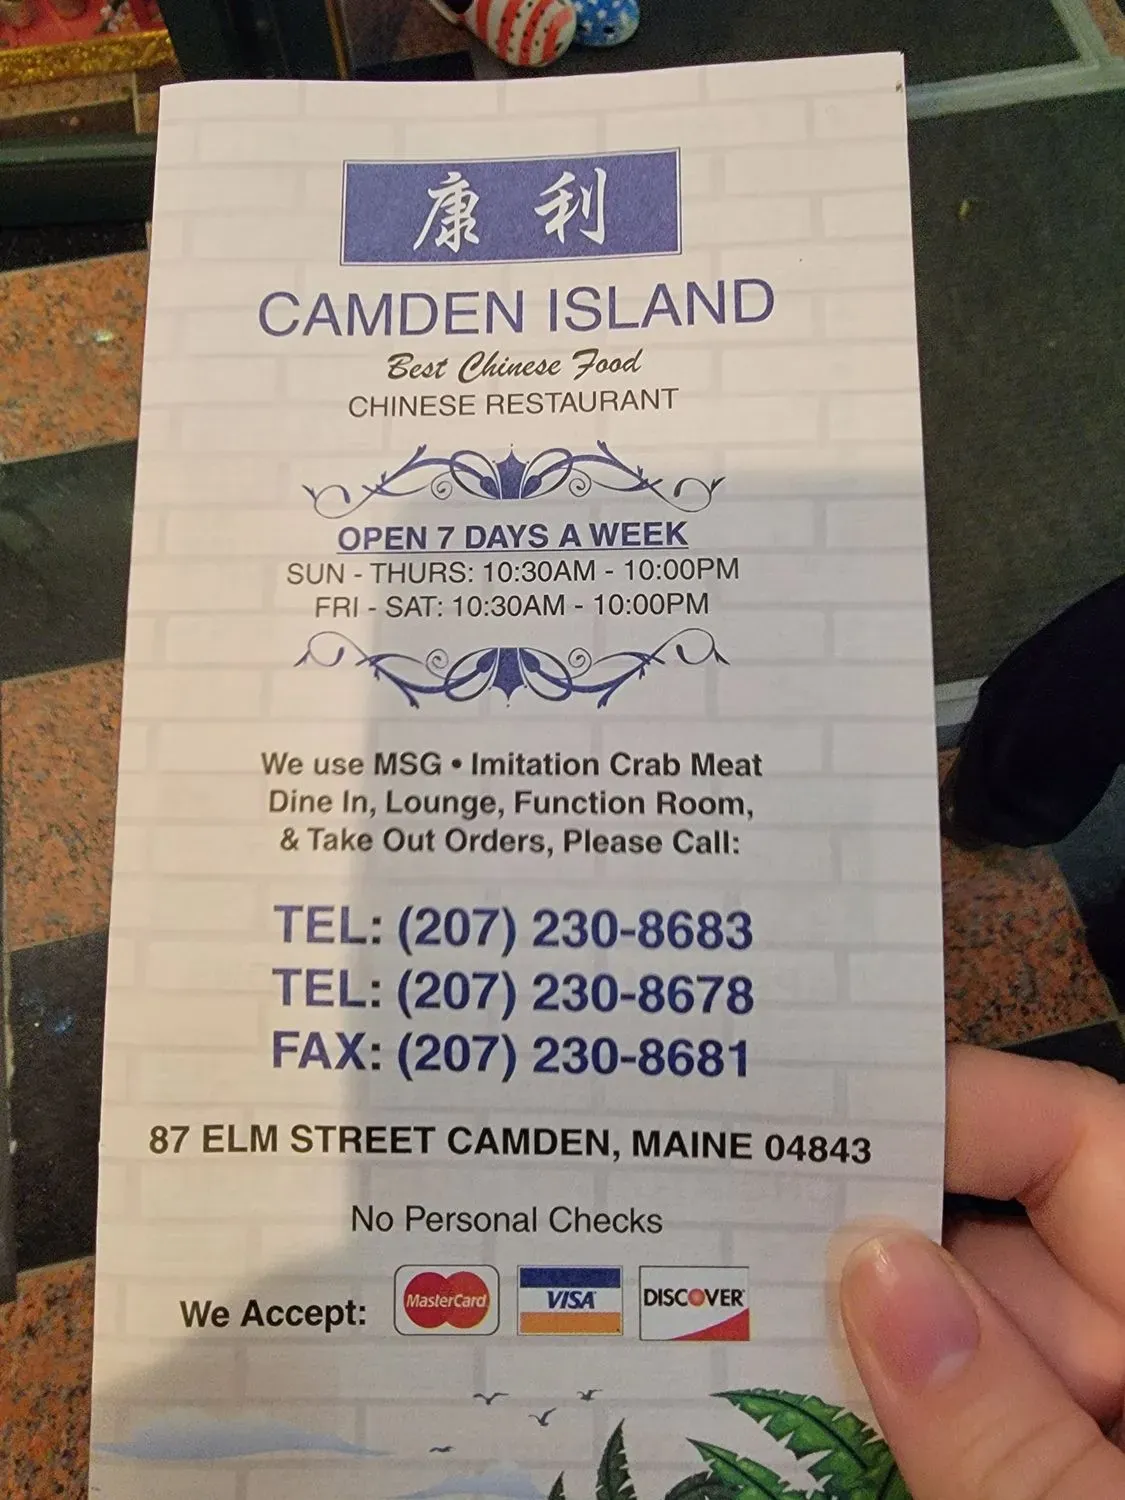 康 利
CAMDEN ISLAND
Best Chinese Food
CHINESE RESTAURANT
OPEN 7 DAYS A WEEK
SUN - THURS: 10:30AM - 10:00PM
FRI - SAT: 10:30AM - 10:00PM
We use MSG • Imitation Crab Meat
Dine In, Lounge, Function Room,
& Take Out Orders, Please Call:
TEL: (207) 230-8683
TEL: (207) 230-8678
FAX: (207) 230-8681
87 ELM STREET CAMDEN, MAINE 04843
No Personal Checks
We Accept: MasterCard VISA DISCOVER